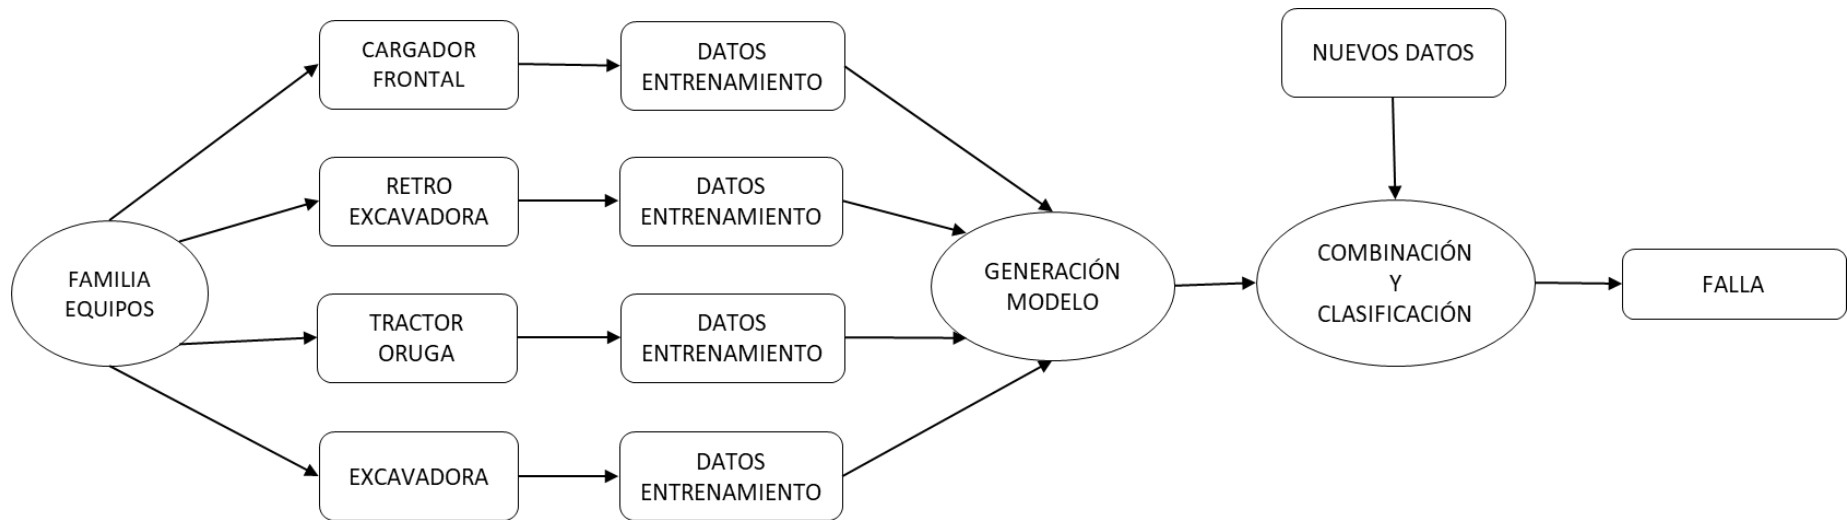 CARGADOR
FRONTAL
DATOS
ENTRENAMIENTO
NUEVOS DATOS
RETRO
EXCAVADORA
DATOS
ENTRENAMIENTO
FAMILIA
EQUIPOS
GENERACIÓN
MODELO
COMBINACIÓN
Y
CLASIFICACIÓN
FALLA
TRACTOR
ORUGA
DATOS
ENTRENAMIENTO
EXCAVADORA
DATOS
ENTRENAMIENTO